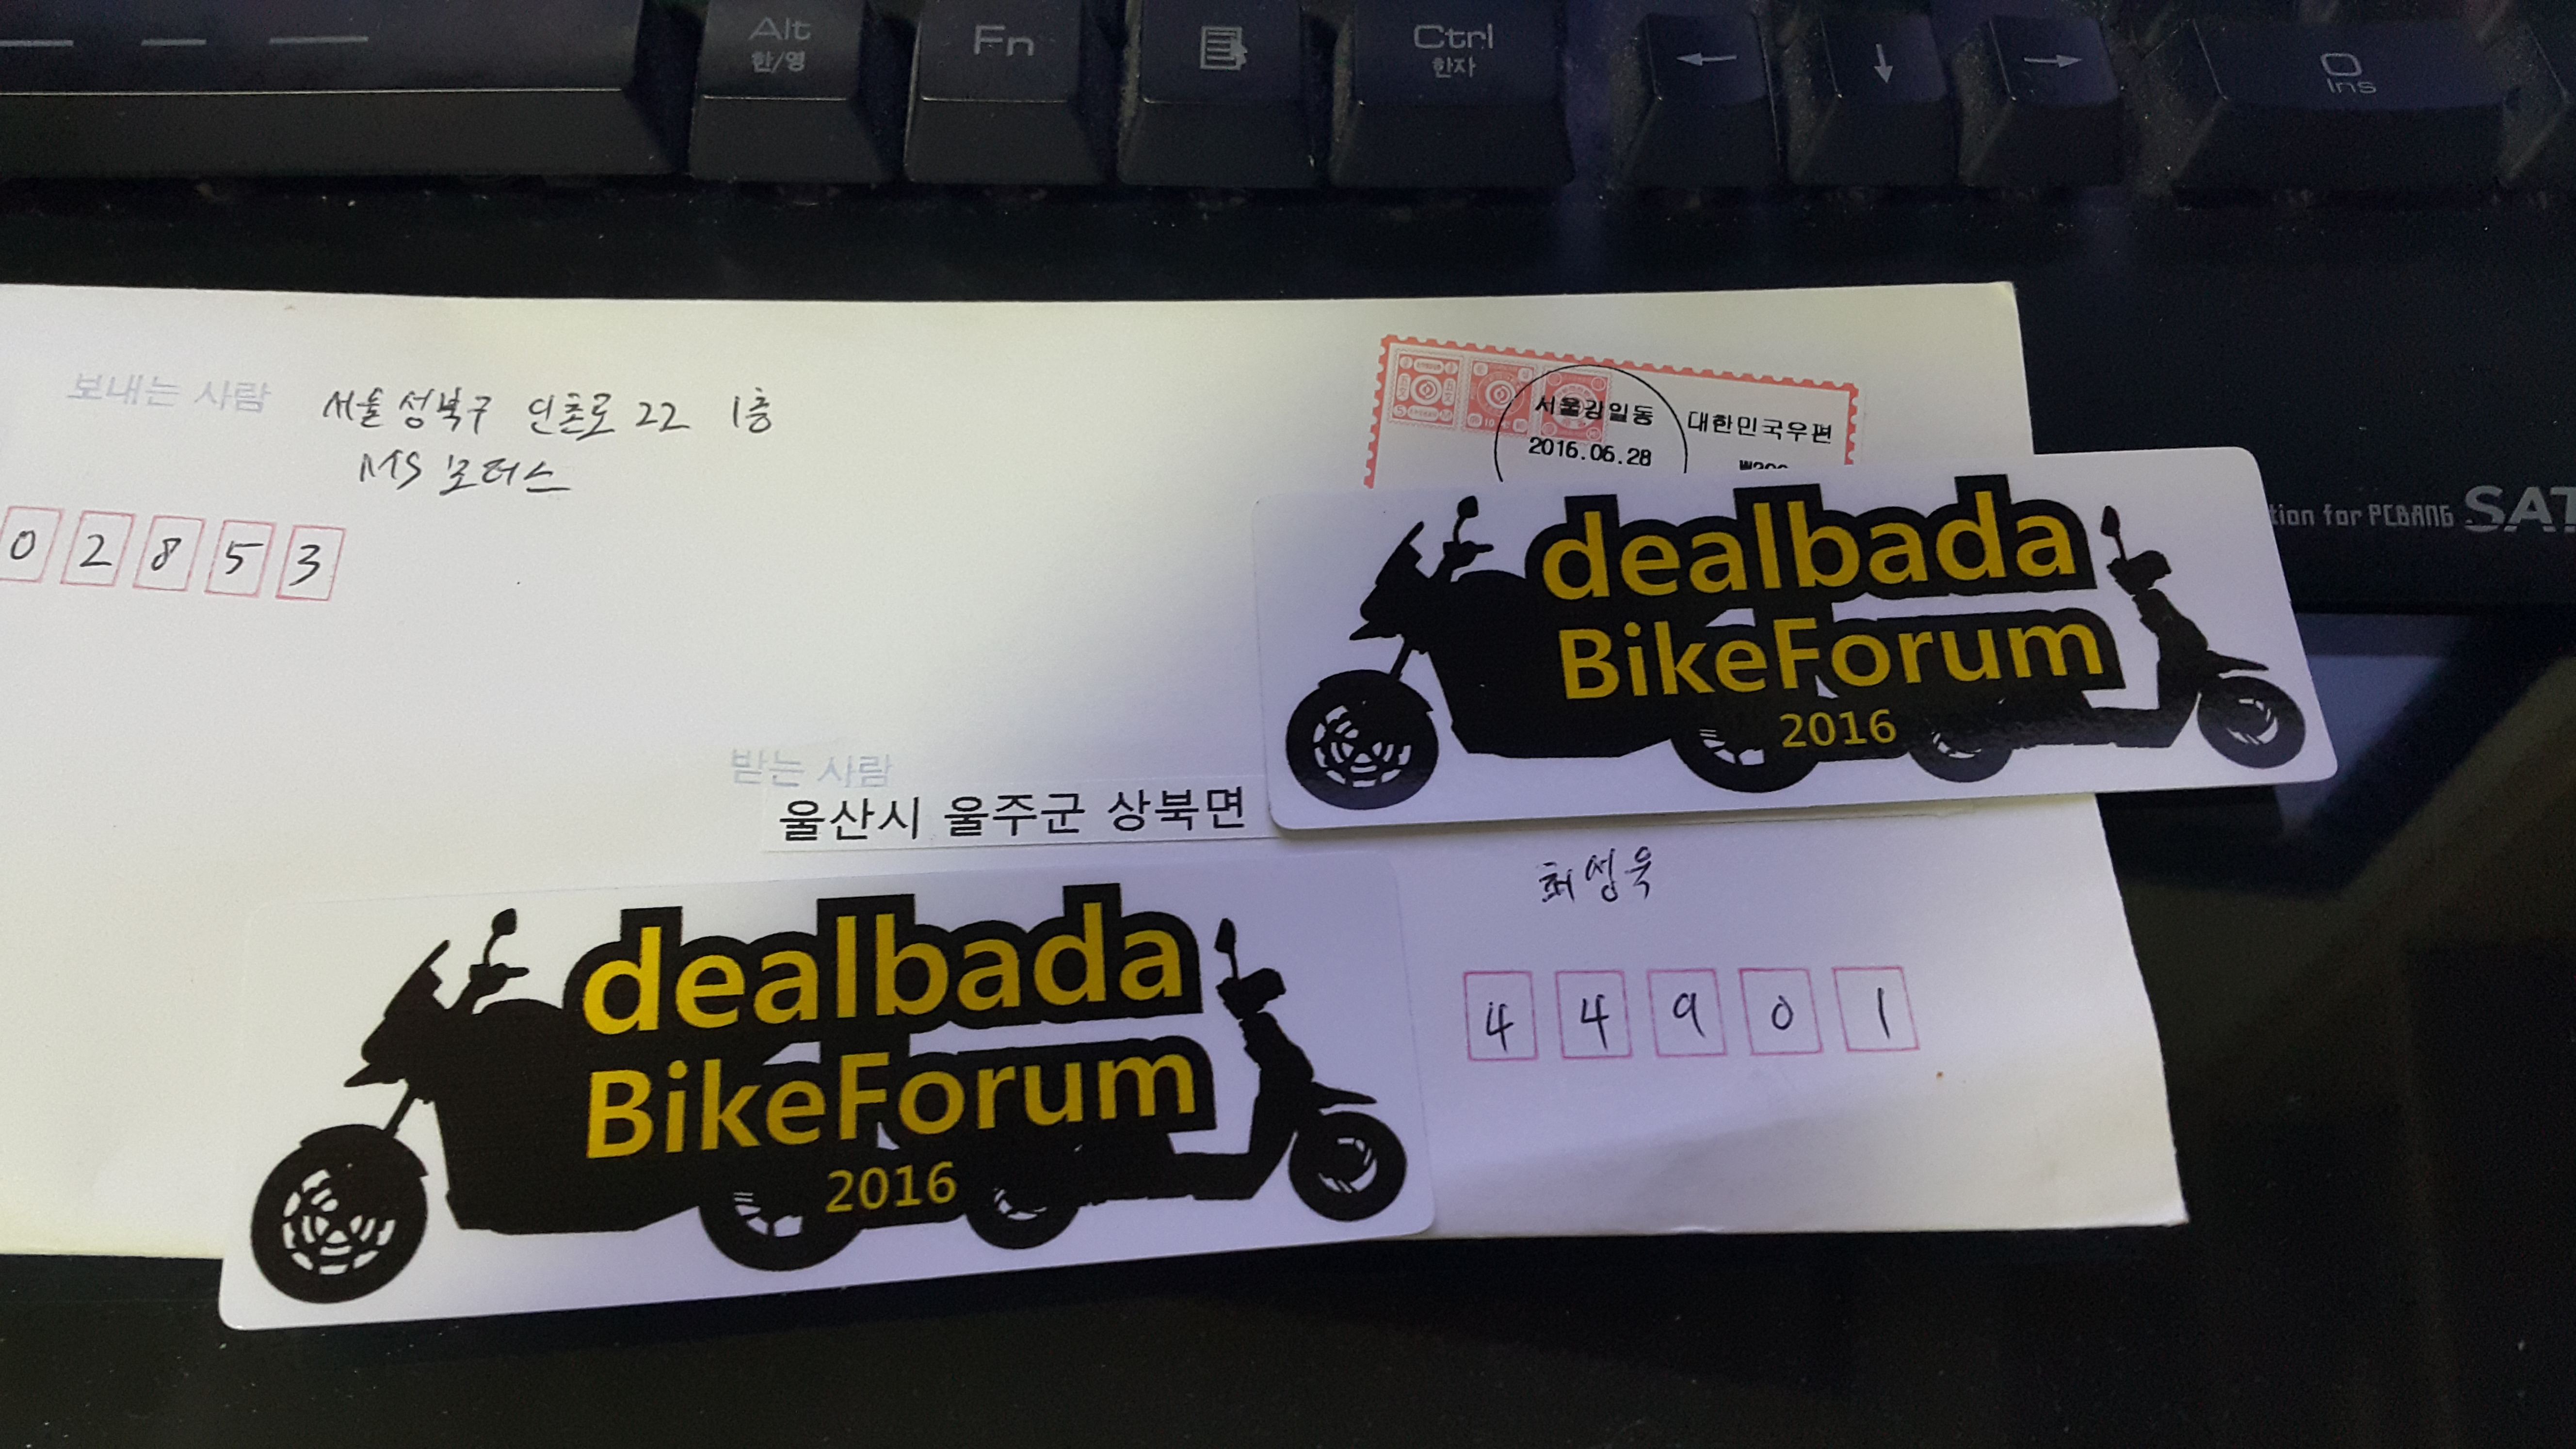 Alt
한/영
Fn
Ctrl
한자
←
↓
→
0
Ins
보내는 사람 서울 성북구 인촌로 22 1층
MS 모터스
02853
서울강일동
2016.06.28
대한민국우편
tion for PCBANG SAT
dealbada
BikeForum
2016
받는 사람
울산시 울주군 상북면
최성욱
44901
dealbada
BikeForum
2016